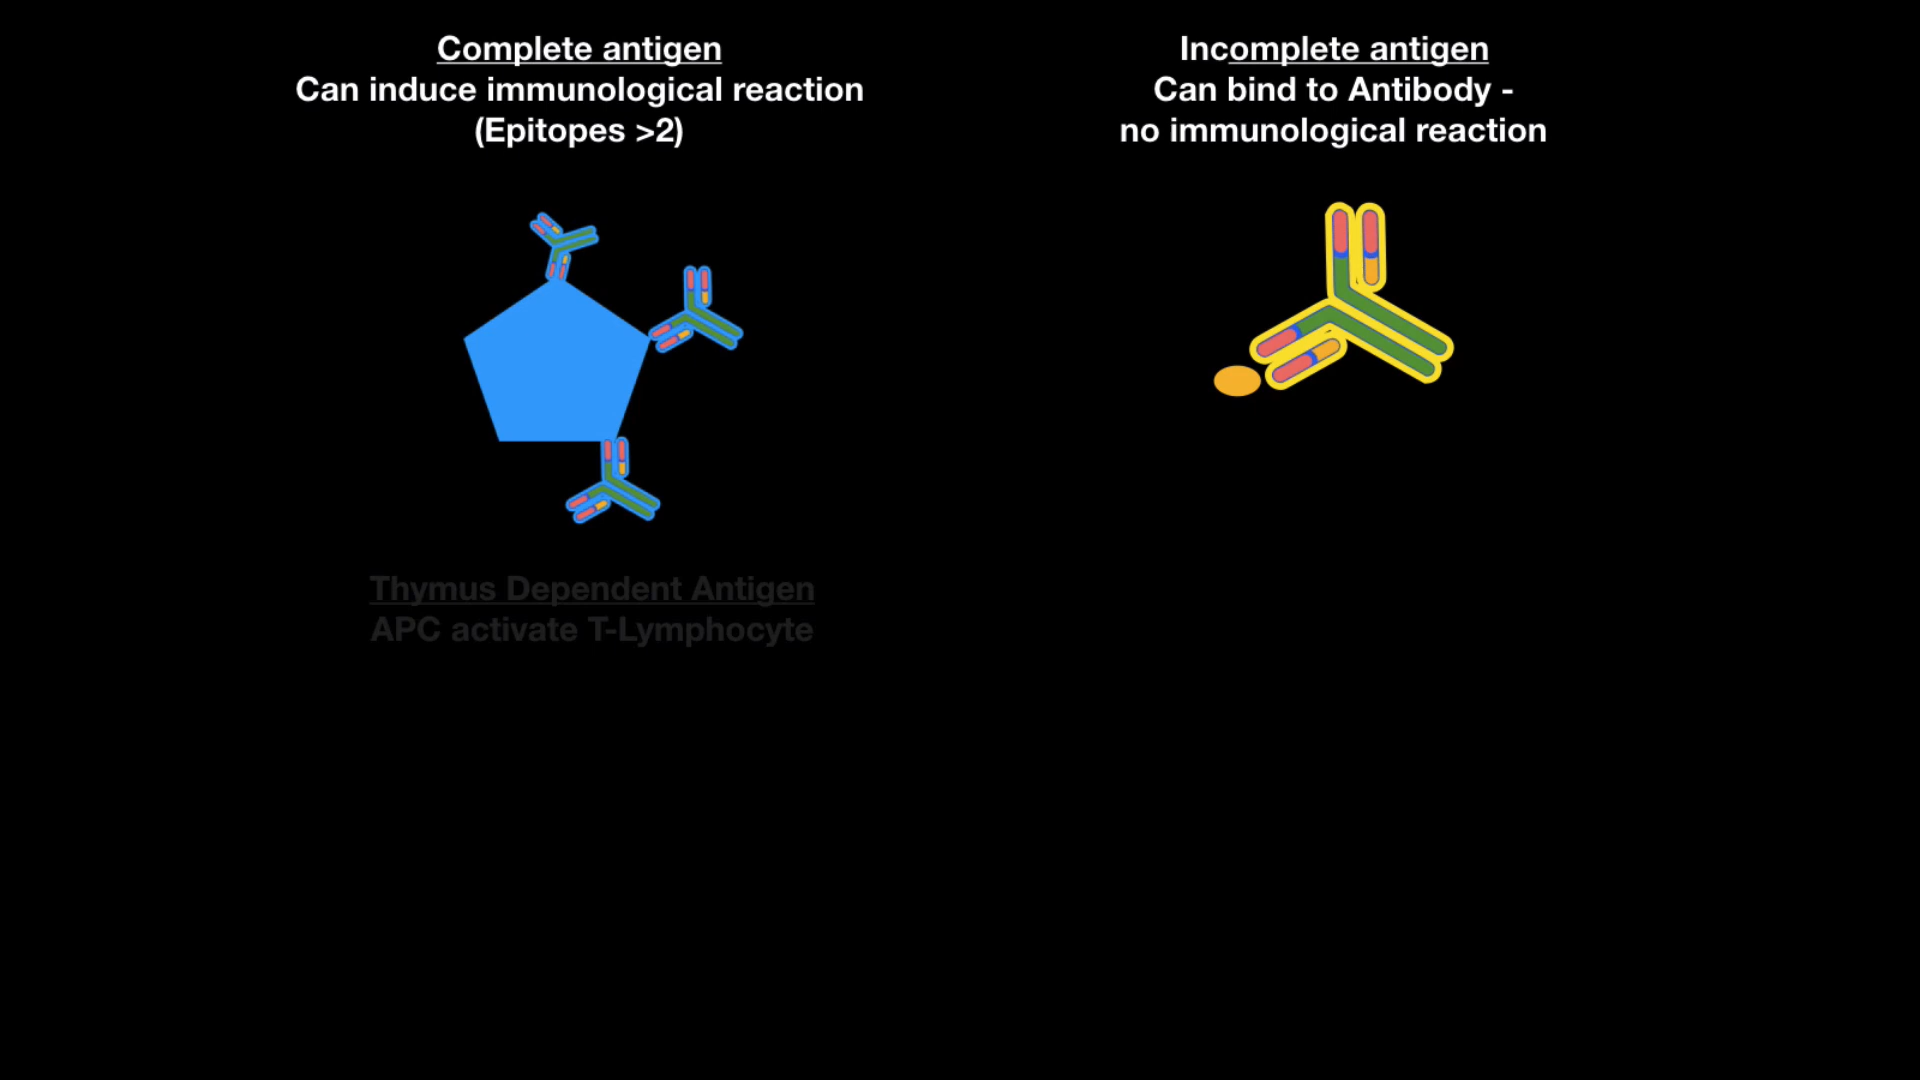 Complete antigen
Can induce immunological reaction
(Epitopes >2)
Incomplete antigen
Can bind to Antibody -
no immunological reaction
Thymus Dependent Antigen
APC activate T-Lymphocyte